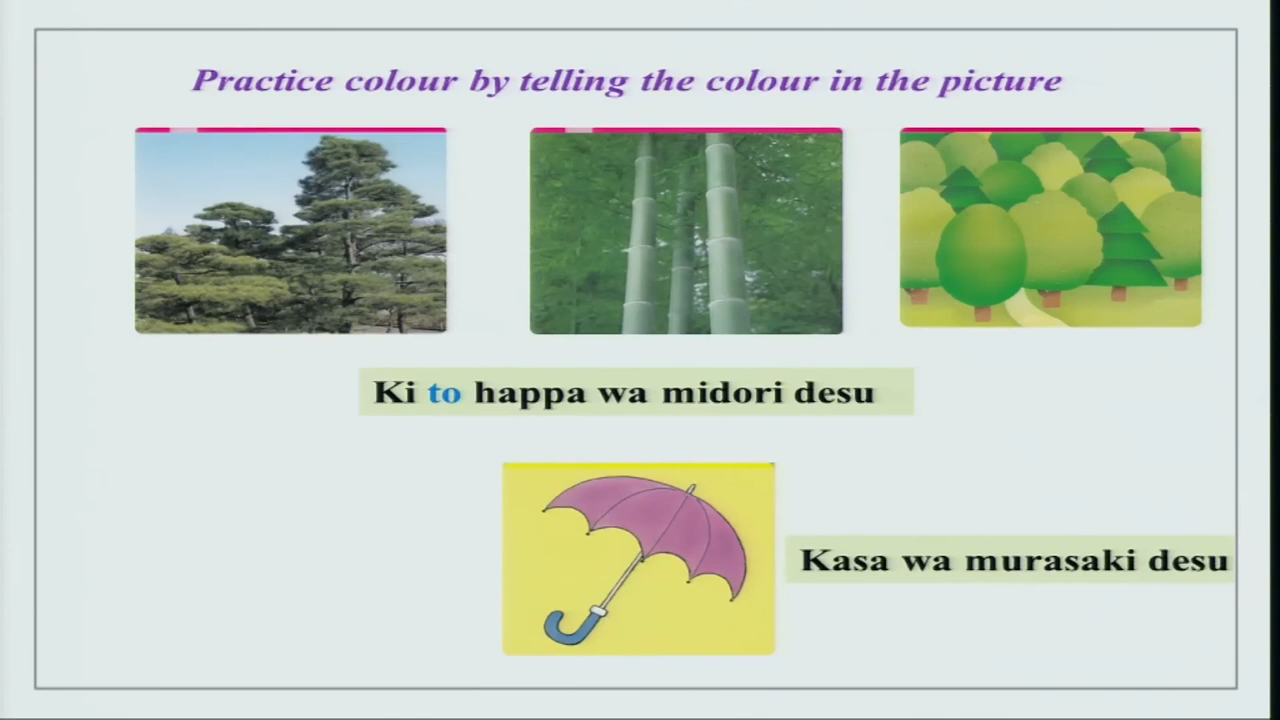 Practice colour by telling the colour in the picture
Ki to happa wa midori desu
Kasa wa murasaki desu